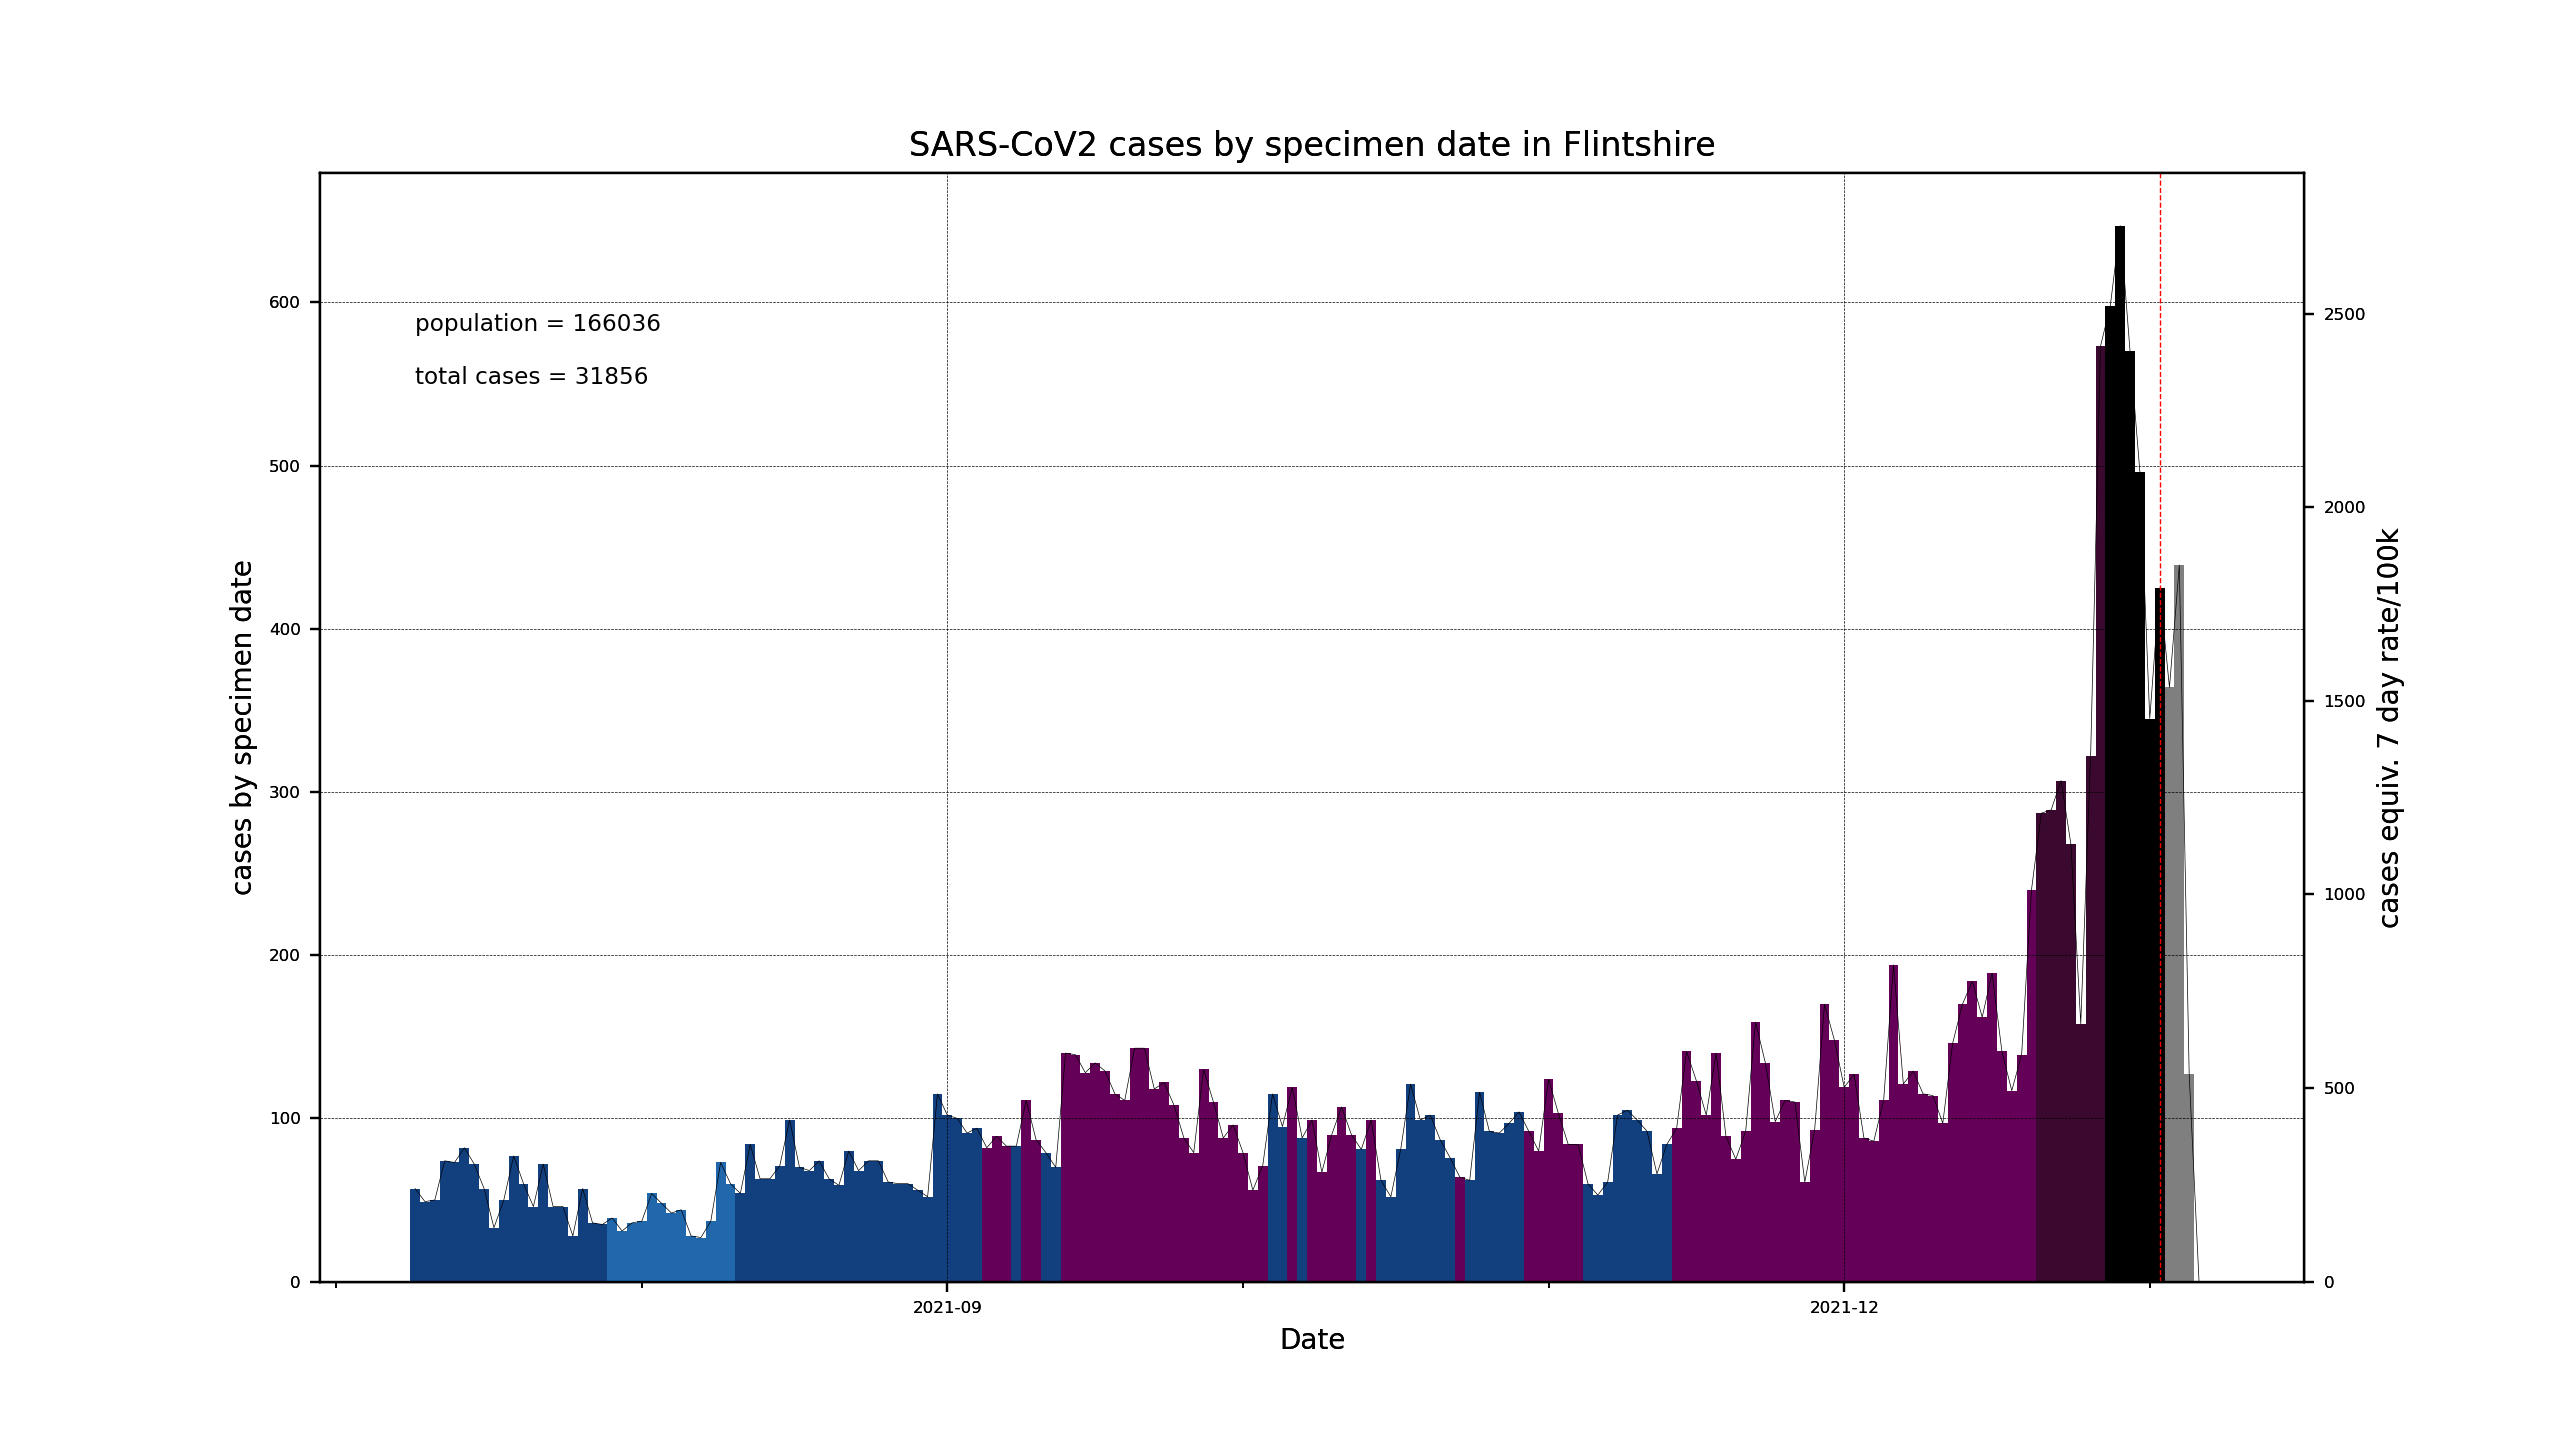 SARS-CoV2 cases by specimen date in Flintshire
population = 166036
total cases = 31856
cases by specimen date
600
500
400
300
200
100
0
2500
2000
1500
1000
500
0
cases equiv. 7 day rate/100k
2021-09
2021-12
Date